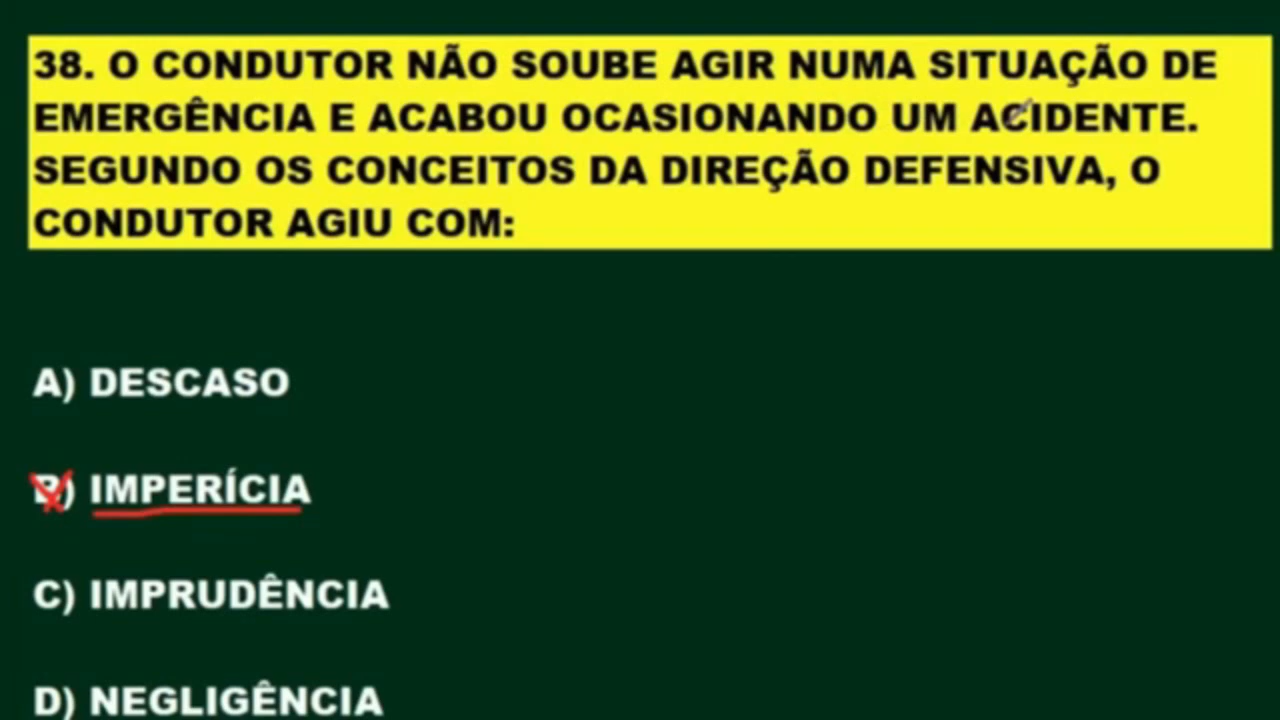 38. O CONDUTOR NÃO SOUBE AGIR NUMA SITUAÇÃO DE
EMERGÊNCIA E ACABOU OCASIONANDO UM ACIDENTE.
SEGUNDO OS CONCEITOS DA DIREÇÃO DEFENSIVA, O
CONDUTOR AGIU COM:
A) DESCASO
B) IMPERÍCIA
C) IMPRUDÊNCIA
D) NEGLIGÊNCIA